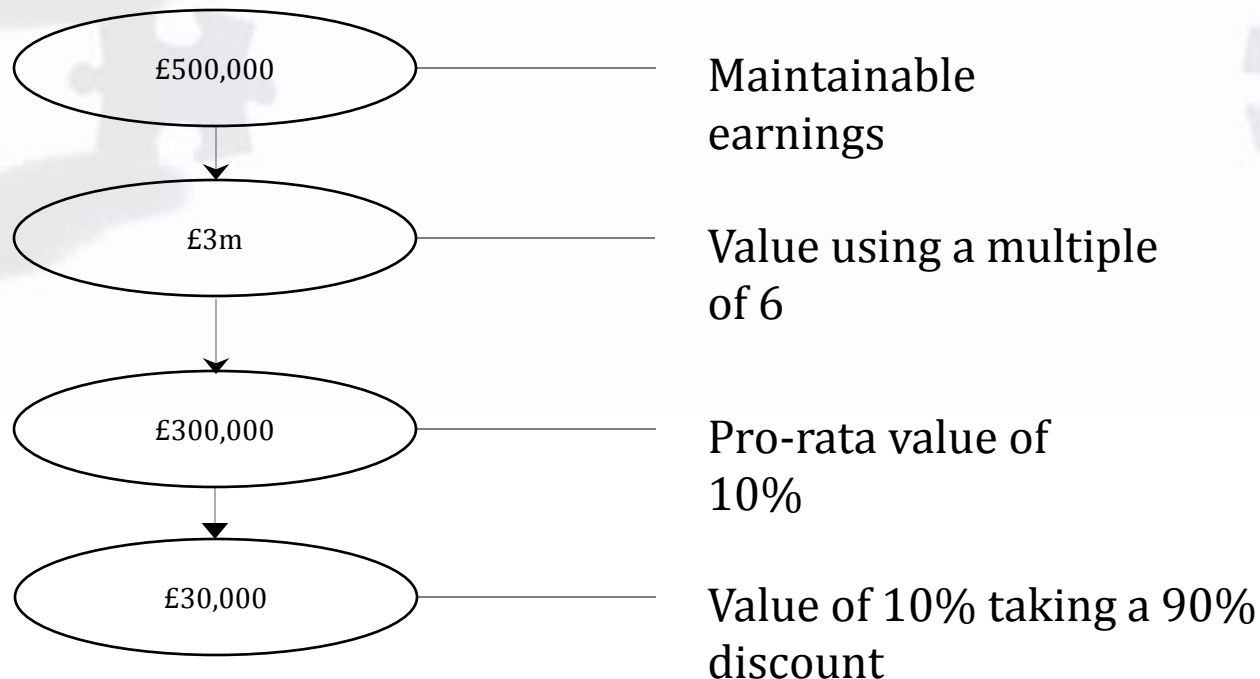 £500,000
Maintainable
earnings
£3m
Value using a multiple
of 6
£300,000
Pro-rata value of
10%
£30,000
Value of 10% taking a 90%
discount